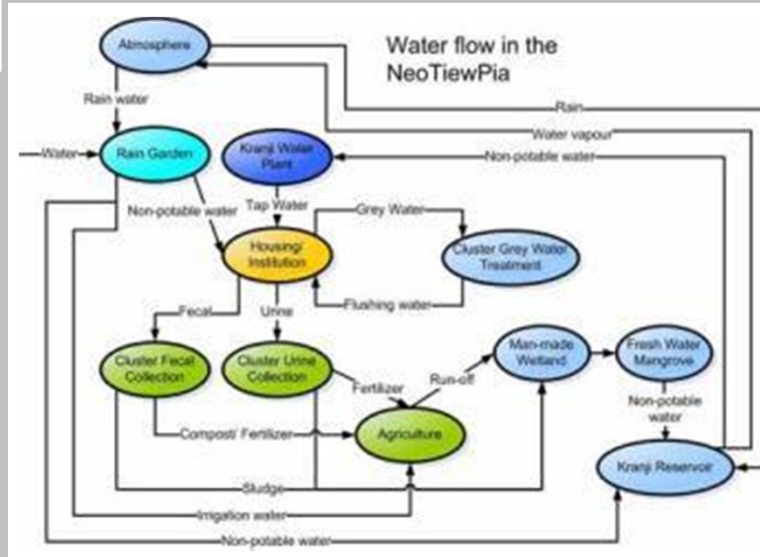 Water flow in the
NeoTiewPia
Atmosphere
Rain water
Rain
Water vapour
Water
Rain Garden
Kranji Water
Plant
Non-potable water
Non-potable water
Tap Water
Grey Water
Housing/
Institution
Cluster Grey Water
Treatment
Flushing water
Fecal
Urine
Cluster Fecal
Collection
Cluster Urine
Collection
Man-made
Wetland
Fresh Water
Mangrove
Fertilizer
Run-off
Non-potable
water
Compost/ Fertilizer
Agriculture
Kranji Reservoir
Sludge
Irrigation water
Non-potable water